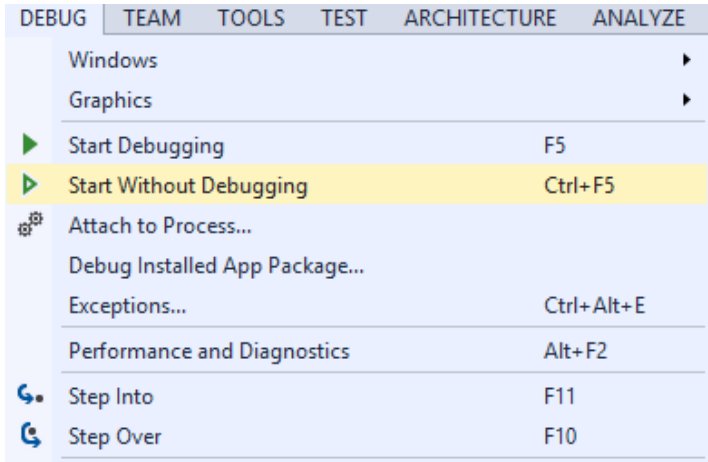 DEBUG TEAM TOOLS TEST ARCHITECTURE ANALYZE
Windows
Graphics
Start Debugging F5
Start Without Debugging Ctrl+F5
Attach to Process...
Debug Installed App Package...
Exceptions... Ctrl+Alt+E
Performance and Diagnostics Alt+F2
Step Into F11
Step Over F10